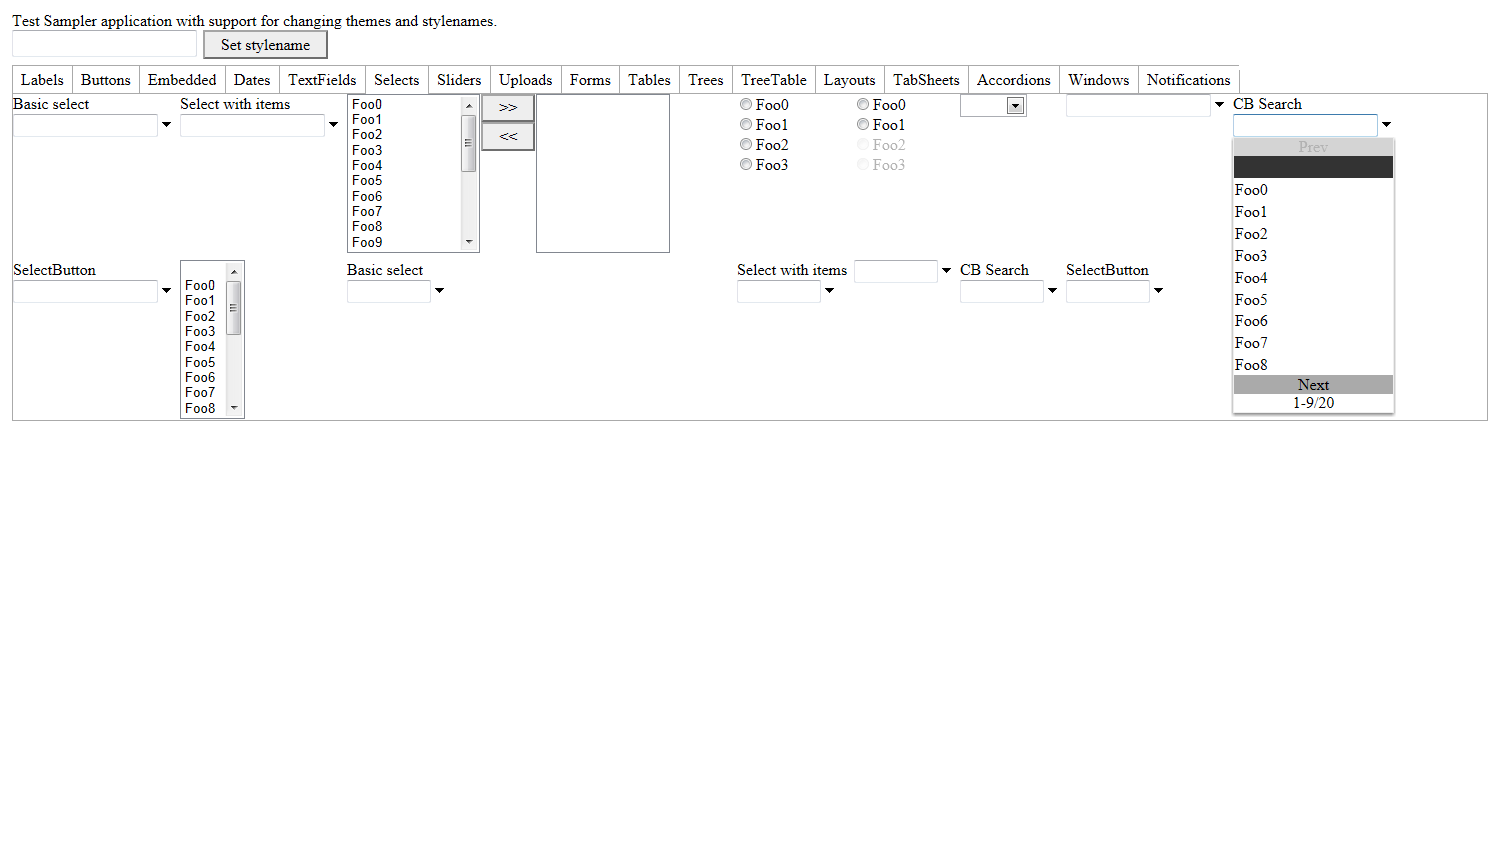 Test Sampler application with support for changing themes and stylenames.
Set stylename
Labels Buttons Embedded Dates TextFields Selects Sliders Uploads Forms Tables Trees TreeTable Layouts TabSheets Accordions Windows Notifications
Basic select
Select with items
Foo0
Foo1
Foo2
Foo3
Foo4
Foo5
Foo6
Foo7
Foo8
Foo9
>>
<<
Foo0
Foo1
Foo2
Foo3
Foo0
Foo1
Foo2
Foo3
CB Search
Prev
Foo0
Foo1
Foo2
Foo3
Foo4
Foo5
Foo6
Foo7
Foo8
Next
1-9/20
SelectButton
Foo0
Foo1
Foo2
Foo3
Foo4
Foo5
Foo6
Foo7
Foo8
Basic select
Select with items
CB Search
SelectButton